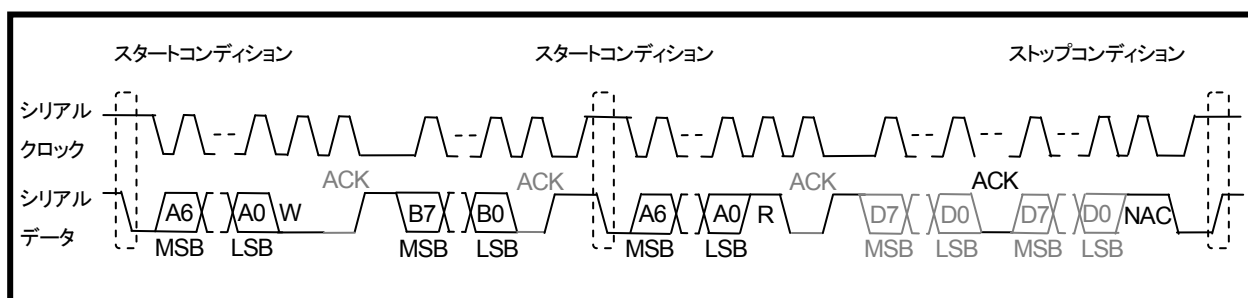 スタートコンディション スタートコンディション ストップコンディション
シリアル
クロック
ACK ACK ACK ACK
シリアル
データ
A6 A0 W B7 B0 A6 A0 R D7 D0 D7 D0 NAC
MSB LSB MSB LSB MSB LSB MSB LSB MSB LSB